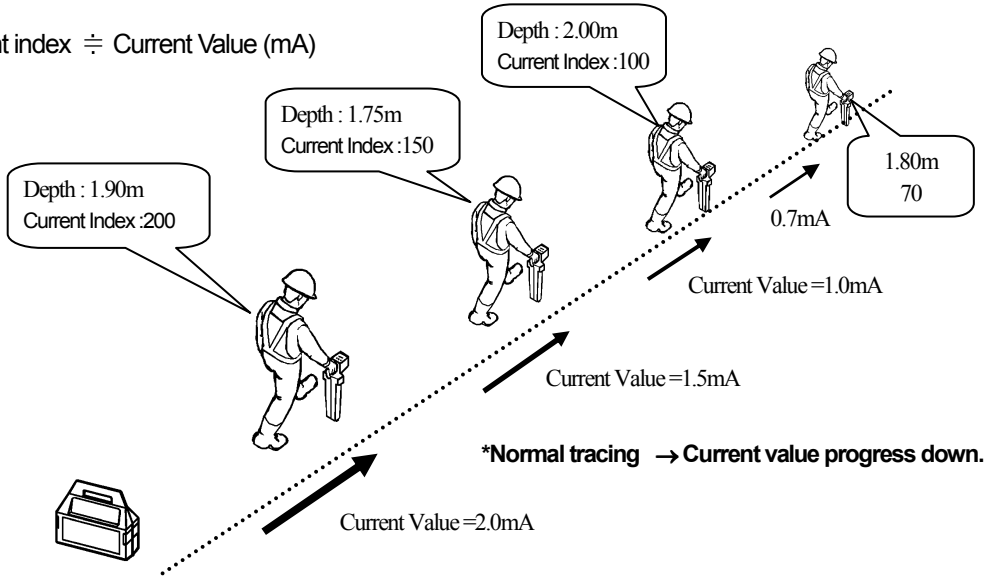 index ≒ Current Value (mA)
Depth : 2.00m
Current Index :100
Depth : 1.75m
Current Index :150
1.80m
70
Depth : 1.90m
Current Index :200
0.7mA
Current Value =1.0mA
Current Value =1.5mA
*Normal tracing → Current value progress down.
Current Value =2.0mA